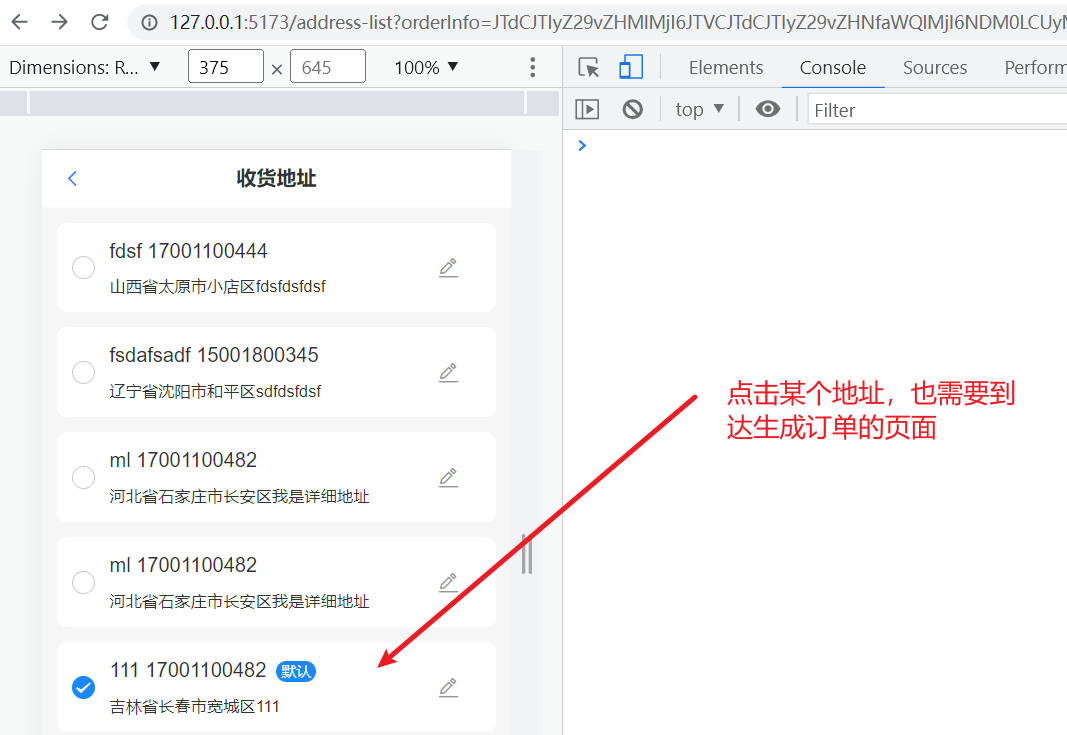 127.0.0.1:5173/address-list?orderInfo=JTdCJTIyZ29vZHMlMjI6JTVCJTdCJTIyZ29vZHNfaWQlMjI6NDM0LCUyM
Dimensions: R... 375 × 645 100%
Elements Console Sources Perform
top Filter
收货地址
fdsf 17001100444
山西省太原市小店区fdsfdsfdsf
fsdafsadf 15001800345
辽宁省沈阳市和平区sdfdsfdsf
ml 17001100482
河北省石家庄市长安区我是详细地址
ml 17001100482
河北省石家庄市长安区我是详细地址
111 17001100482 默认
吉林省长春市宽城区111
点击某个地址，也需要到
达生成订单的页面